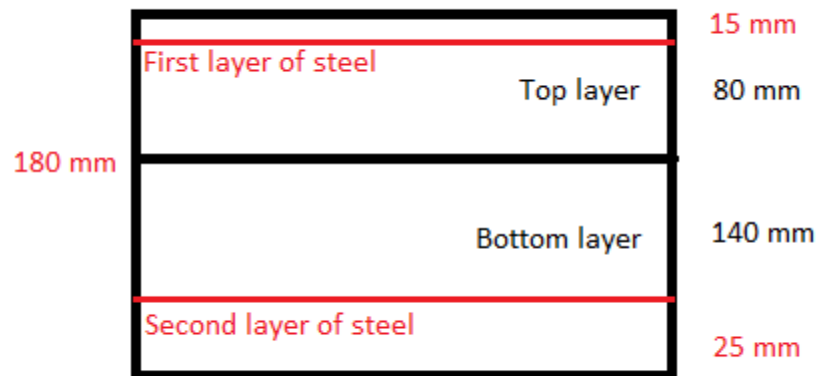 15 mm
First layer of steel
Top layer 80 mm
180 mm
Bottom layer 140 mm
Second layer of steel
25 mm